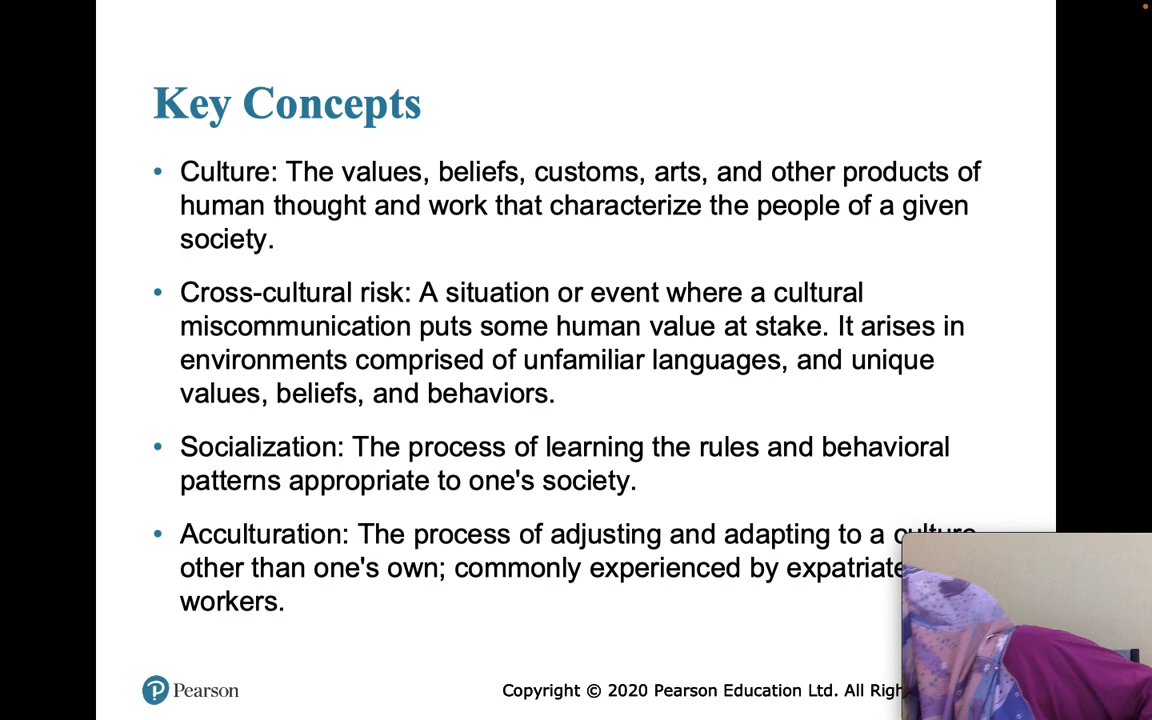 Key Concepts
• Culture: The values, beliefs, customs, arts, and other products of
human thought and work that characterize the people of a given
society.
• Cross-cultural risk: A situation or event where a cultural
miscommunication puts some human value at stake. It arises in
environments comprised of unfamiliar languages, and unique
values, beliefs, and behaviors.
• Socialization: The process of learning the rules and behavioral
patterns appropriate to one's society.
• Acculturation: The process of adjusting and adapting to a culture
other than one's own; commonly experienced by expatriate
workers.
P Pearson
Copyright © 2020 Pearson Education Ltd. All